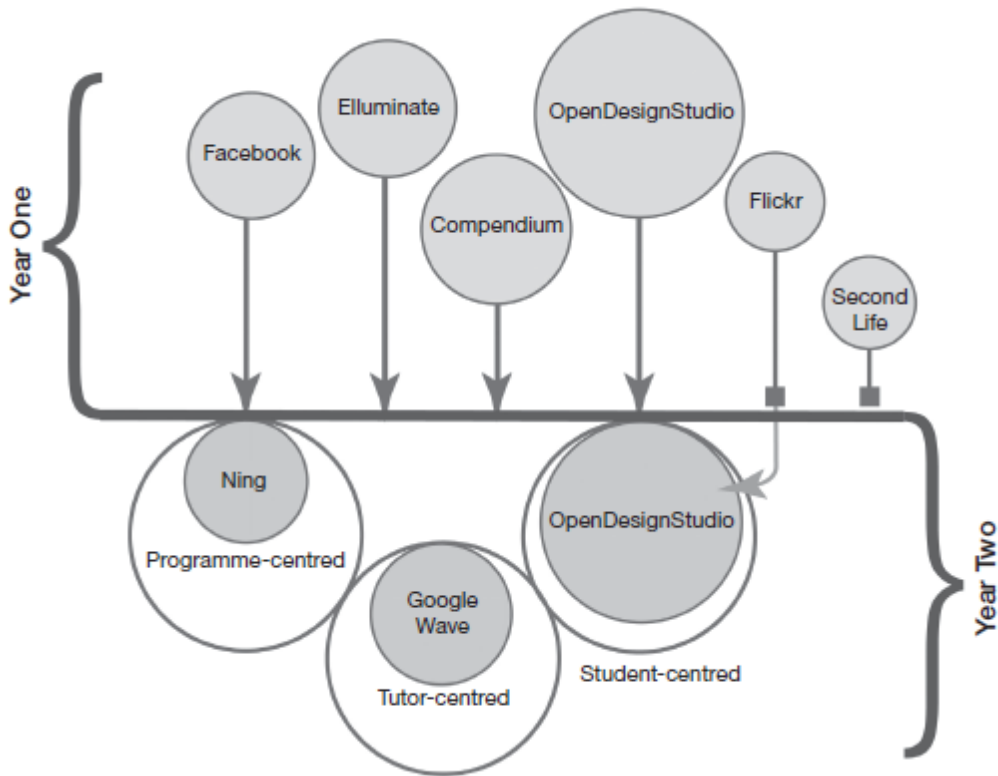 Year One
Facebook
Elluminate
Compendium
OpenDesignStudio
Flickr
Second
Life
Ning
Programme-centred
Google
Wave
Tutor-centred
OpenDesignStudio
Student-centred
Year Two